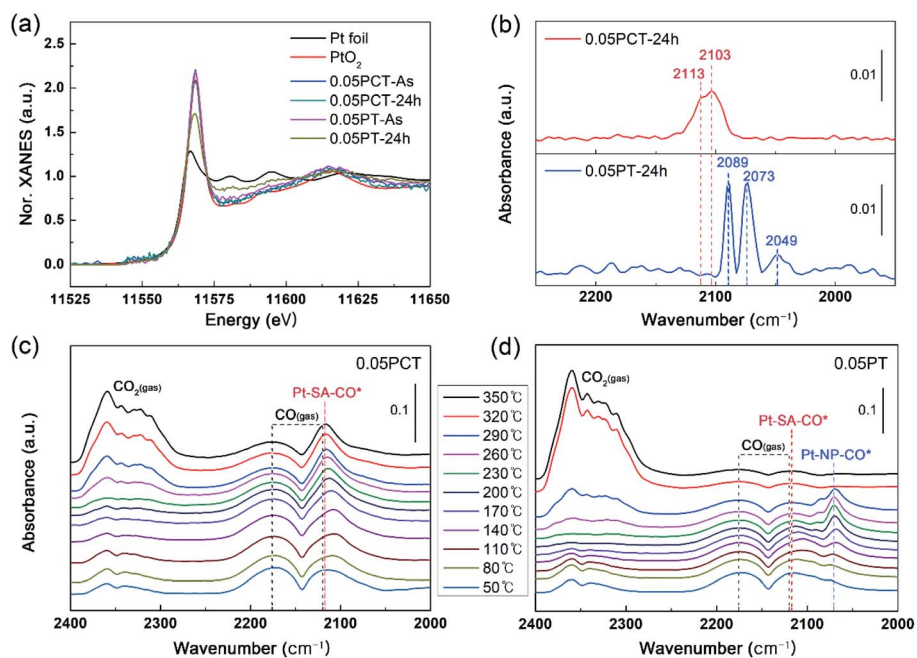 (a)
Nor. XANES (a.u.)
3.0
2.5
2.0
1.5
1.0
0.5
0.0
Pt foil
PtO2
0.05PCT-As
0.05PCT-24h
0.05PT-As
0.05PT-24h
11525 11550 11575 11600 11625 11650
Energy (eV)
(b)
Absorbance (a.u.)
0.05PCT-24h
2103
2113
0.01
0.05PT-24h
2089
2073
2049
0.01
2200 2100 2050 2000 1950
Wavenumber (cm⁻¹)
(c)
Absorbance (a.u.)
0.05PCT
CO2(gas)
Pt-SA-CO*
CO(gas)
0.1
2400 2300 2200 2100 2000
Wavenumber (cm⁻¹)
350℃
320℃
290℃
260℃
230℃
200℃
170℃
140℃
110℃
80℃
50℃
(d)
0.05PT
CO2(gas)
Pt-SA-CO*
CO(gas)
Pt-NP-CO*
0.1
2400 2300 2200 2100 2000
Wavenumber (cm⁻¹)